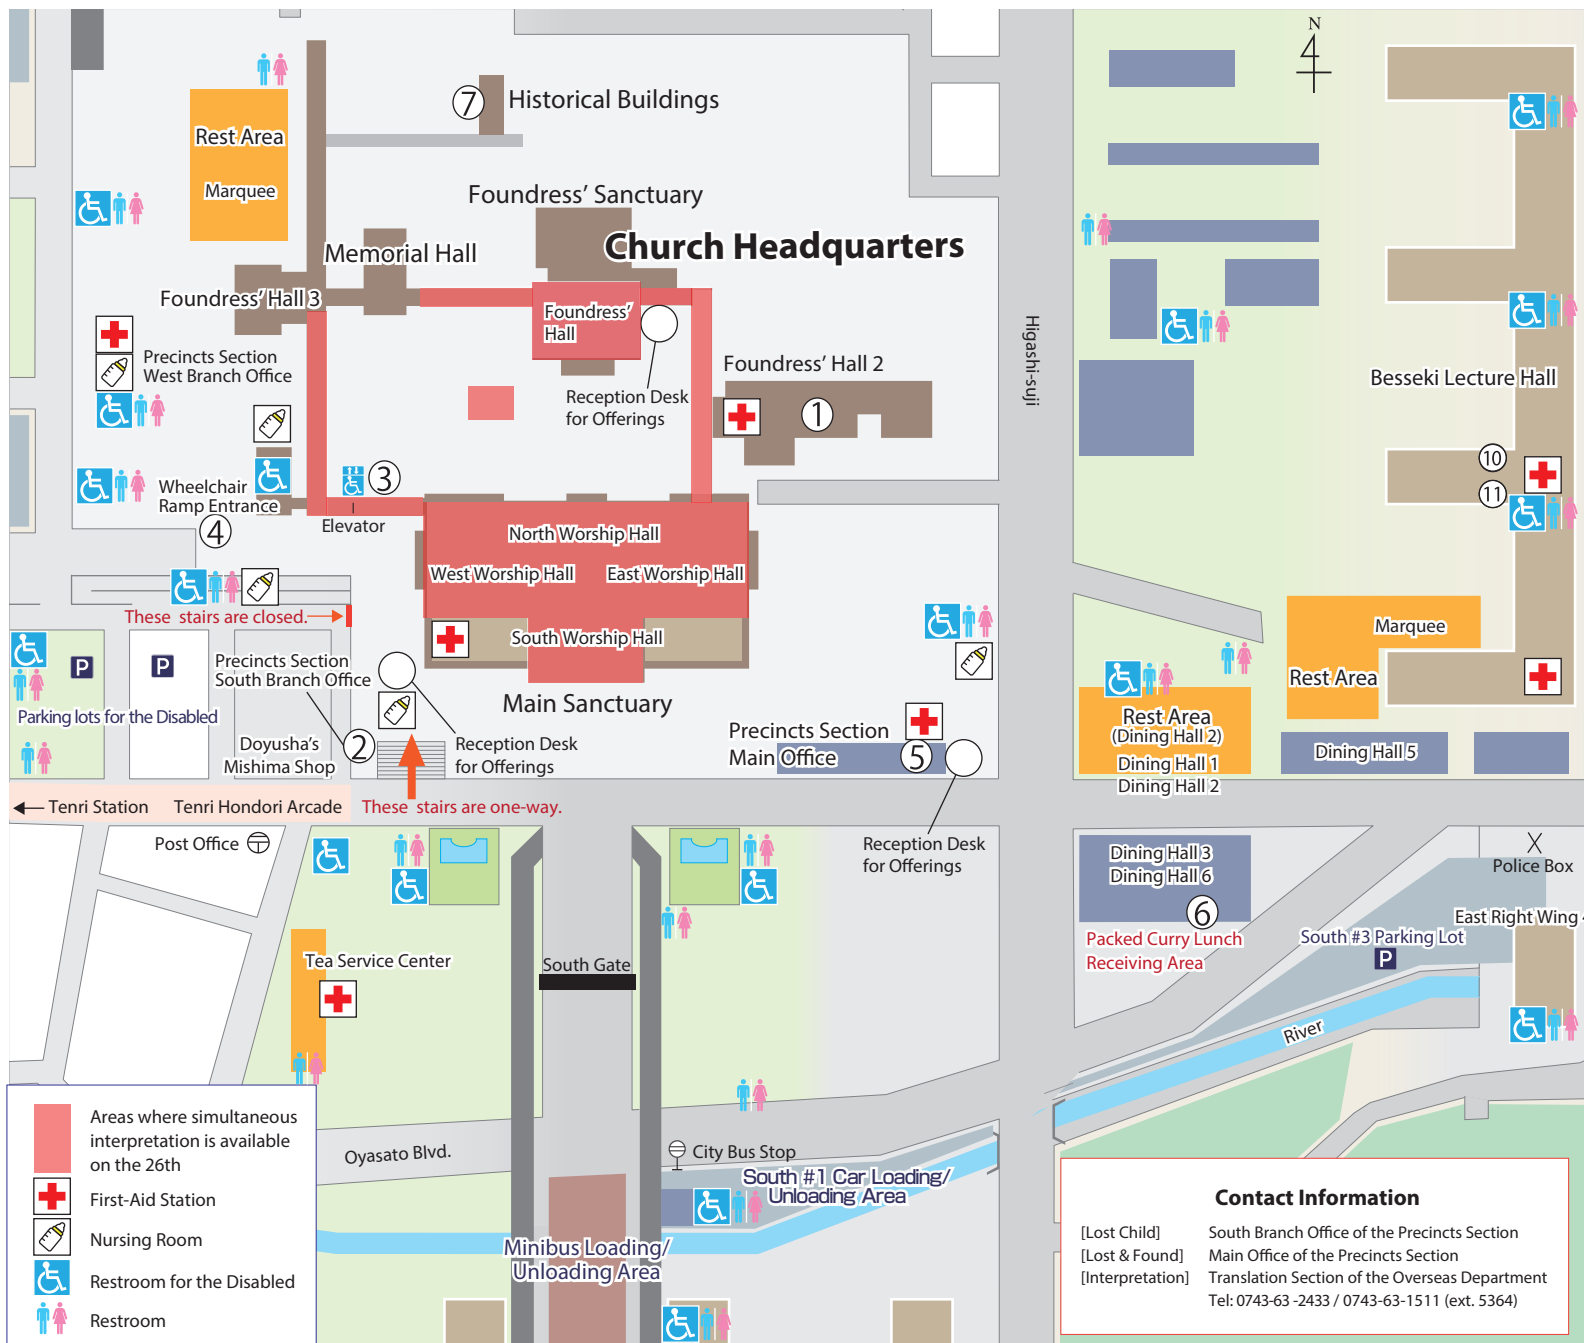 N
7
Historical Buildings
Rest Area
Marquee
Foundress' Sanctuary
Church Headquarters
Memorial Hall
Foundress' Hall 3
Foundress'
Hall
Precincts Section
West Branch Office
Reception Desk
for Offerings
Foundress' Hall 2
1
Higashi-suji
Besseki Lecture Hall
10
11
3
Wheelchair
Ramp Entrance
4
Elevator
North Worship Hall
West Worship Hall
East Worship Hall
South Worship Hall
Main Sanctuary
These stairs are closed.
P
P
Parking lots for the Disabled
Precincts Section
South Branch Office
2
Doyusha's
Mishima Shop
Reception Desk
for Offerings
Precincts Section
Main Office
5
Marquee
Rest Area
Rest Area
(Dining Hall 2)
Dining Hall 1
Dining Hall 2
Dining Hall 5
Tenri Station
Tenri Hondori Arcade
These stairs are one-way.
Post Office
Reception Desk
for Offerings
Dining Hall 3
Dining Hall 6
6
Packed Curry Lunch
Receiving Area
Police Box
East Right Wing 4
South #3 Parking Lot
P
River
Tea Service Center
South Gate
Oyasato Blvd.
City Bus Stop
South #1 Car Loading/
Unloading Area
Minibus Loading/
Unloading Area
Areas where simultaneous
interpretation is available
on the 26th
First-Aid Station
Nursing Room
Restroom for the Disabled
Restroom
Contact Information
[Lost Child] South Branch Office of the Precincts Section
[Lost & Found] Main Office of the Precincts Section
[Interpretation] Translation Section of the Overseas Department
Tel: 0743-63 -2433 / 0743-63-1511 (ext. 5364)